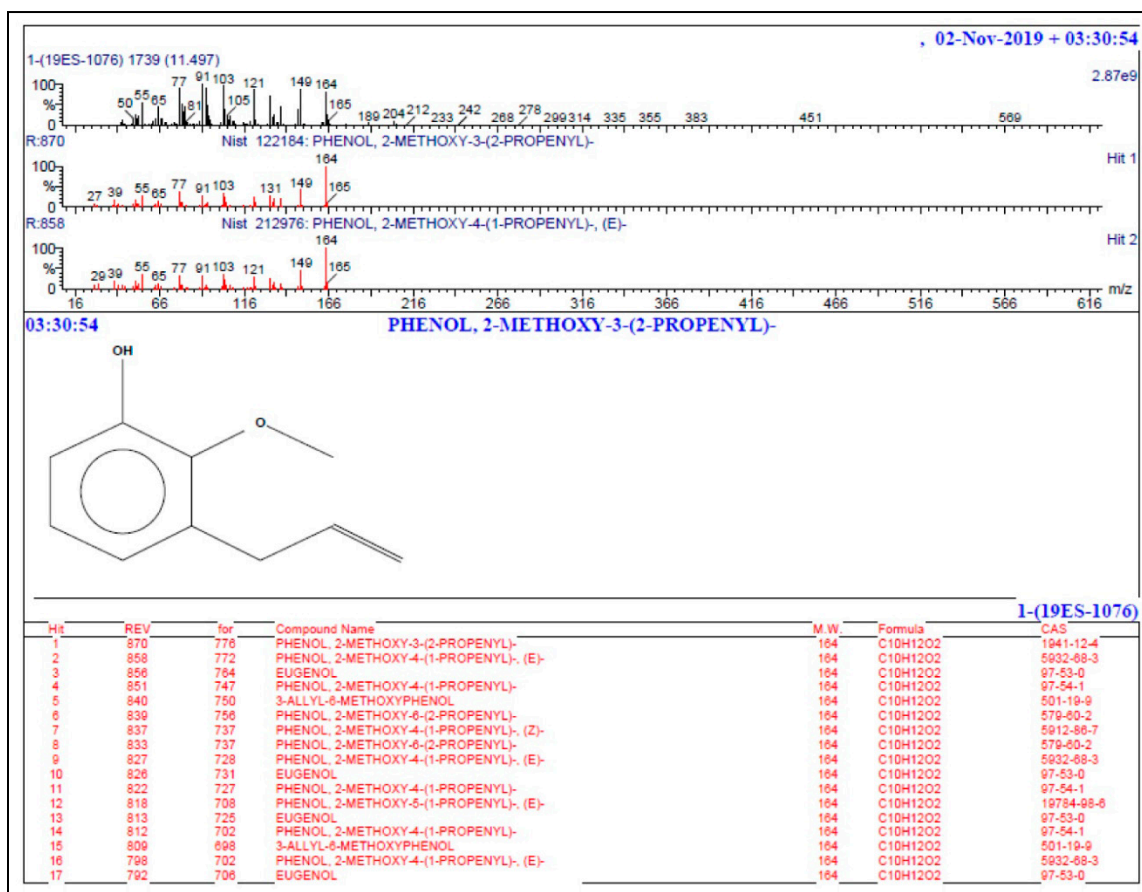 , 02-Nov-2019 + 03:30:54
1-(19ES-1076) 1739 (11.497)
2.87e9
100
%
0
50 55 65 77 81 91 103 105 121 149 164 165 189 204 212 233 242 268 278 299 314 335 355 383 451 569
R:870 Nist 122184: PHENOL, 2-METHOXY-3-(2-PROPENYL)- Hit 1
100
%
0
27 39 55 65 77 91 103 131 149 164 165
R:858 Nist 212976: PHENOL, 2-METHOXY-4-(1-PROPENYL)-, (E)- Hit 2
100
%
0
29 39 55 65 77 91 103 121 149 164 165
16 66 116 166 216 266 316 366 416 466 516 566 616 m/z
03:30:54 PHENOL, 2-METHOXY-3-(2-PROPENYL)-
OH
O
1-(19ES-1076)
Hit REV for Compound Name M.W. Formula CAS
1 870 776 PHENOL, 2-METHOXY-3-(2-PROPENYL)- 164 C10H12O2 1941-12-4
2 858 772 PHENOL, 2-METHOXY-4-(1-PROPENYL)-, (E)- 164 C10H12O2 5932-68-3
3 856 764 EUGENOL 164 C10H12O2 97-53-0
4 851 747 PHENOL, 2-METHOXY-4-(1-PROPENYL)- 164 C10H12O2 97-54-1
5 840 750 3-ALLYL-6-METHOXYPHENOL 164 C10H12O2 501-19-9
6 839 756 PHENOL, 2-METHOXY-6-(2-PROPENYL)- 164 C10H12O2 579-60-2
7 837 737 PHENOL, 2-METHOXY-4-(1-PROPENYL)-, (Z)- 164 C10H12O2 5912-86-7
8 833 737 PHENOL, 2-METHOXY-6-(2-PROPENYL)- 164 C10H12O2 579-60-2
9 827 728 PHENOL, 2-METHOXY-4-(1-PROPENYL)-, (E)- 164 C10H12O2 5932-68-3
10 826 731 EUGENOL 164 C10H12O2 97-53-0
11 822 727 PHENOL, 2-METHOXY-4-(1-PROPENYL)- 164 C10H12O2 97-54-1
12 818 708 PHENOL, 2-METHOXY-5-(1-PROPENYL)-, (E)- 164 C10H12O2 19784-98-6
13 813 725 EUGENOL 164 C10H12O2 97-53-0
14 812 702 PHENOL, 2-METHOXY-4-(1-PROPENYL)- 164 C10H12O2 97-54-1
15 809 698 3-ALLYL-6-METHOXYPHENOL 164 C10H12O2 501-19-9
16 798 702 PHENOL, 2-METHOXY-4-(1-PROPENYL)-, (E)- 164 C10H12O2 5932-68-3
17 792 706 EUGENOL 164 C10H12O2 97-53-0